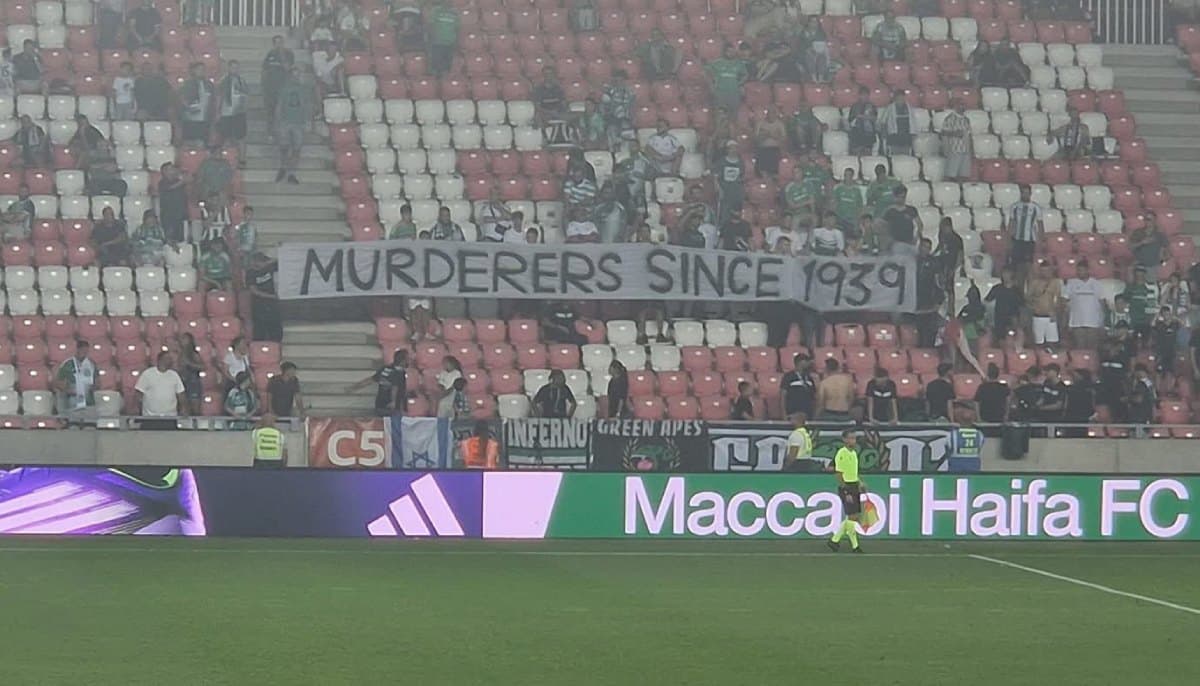 MURDERERS SINCE 1939
C5
INFERNO
GREEN APES
Maccabi Haifa FC